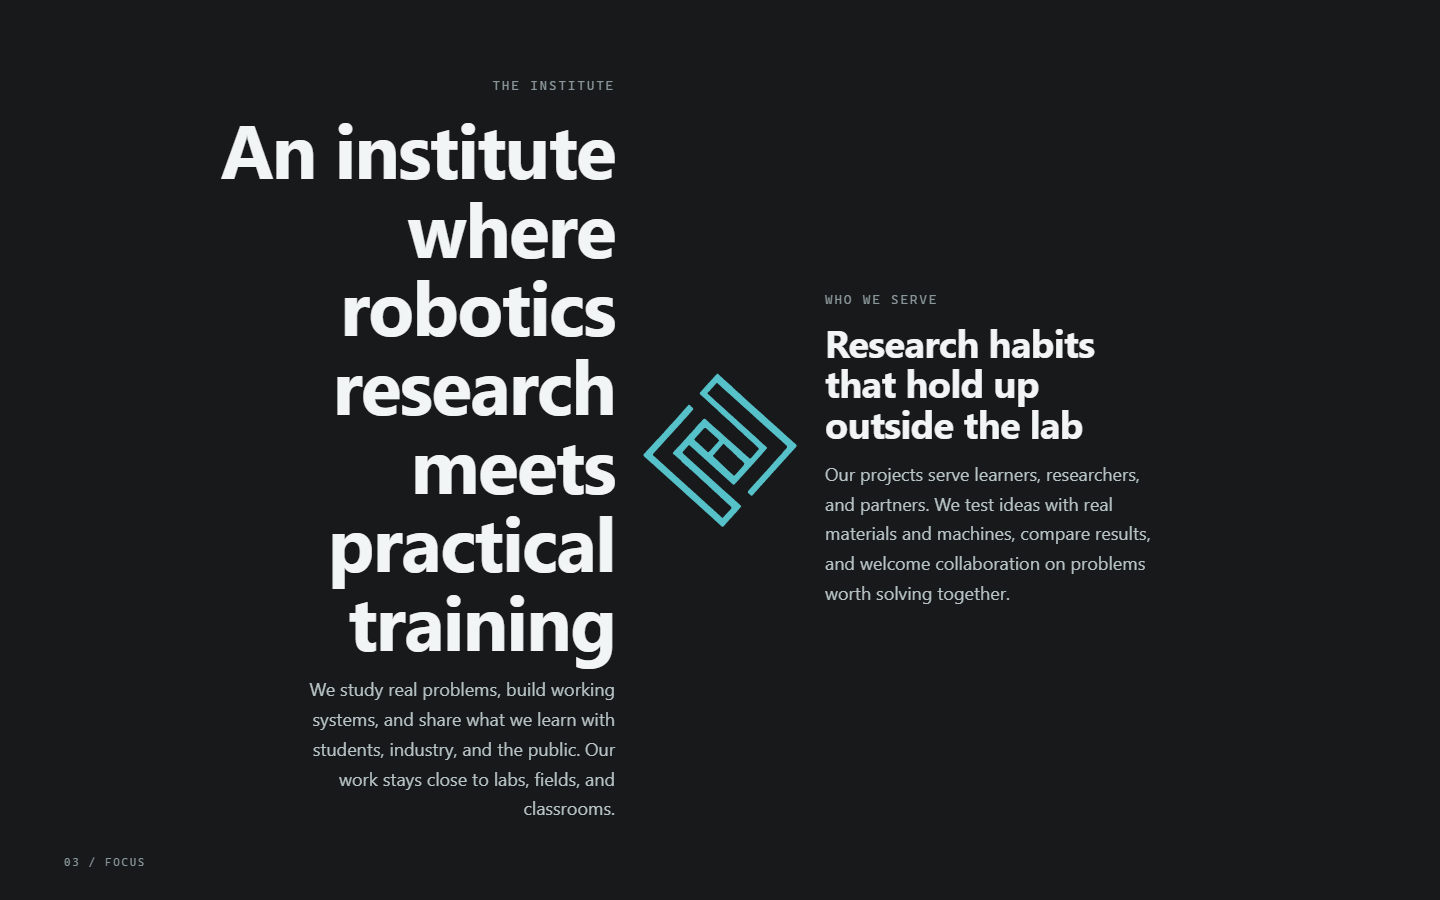 THE INSTITUTE
An institute
where
robotics
research
meets
practical
training
We study real problems, build working
systems, and share what we learn with
students, industry, and the public. Our
work stays close to labs, fields, and
classrooms.
WHO WE SERVE
Research habits
that hold up
outside the lab
Our projects serve learners, researchers,
and partners. We test ideas with real
materials and machines, compare results,
and welcome collaboration on problems
worth solving together.
03 / FOCUS